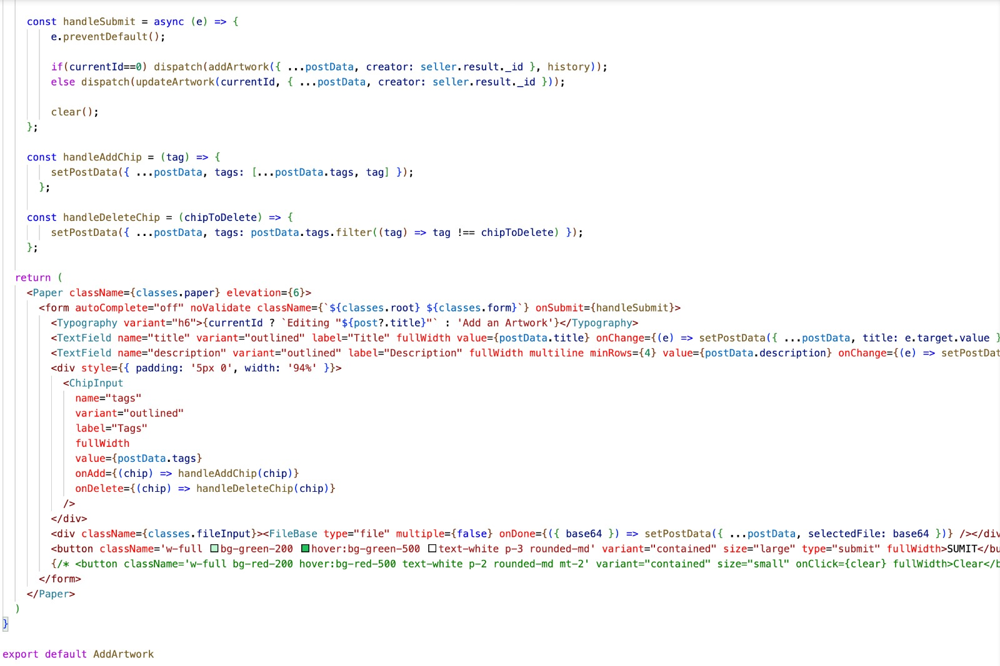 const handleSubmit = async (e) => {
e.preventDefault();
if(currentId==0) dispatch(addArtwork({ ...postData, creator: seller.result._id }, history));
else dispatch(updateArtwork(currentId, { ...postData, creator: seller.result._id }));
clear();
};
const handleAddChip = (tag) => {
setPostData({ ...postData, tags: [...postData.tags, tag] });
};
const handleDeleteChip = (chipToDelete) => {
setPostData({ ...postData, tags: postData.tags.filter((tag) => tag !== chipToDelete) });
};
return (
<Paper className={classes.paper} elevation={6}>
<form autoComplete="off" noValidate className={`${classes.root} ${classes.form}`} onSubmit={handleSubmit}>
<Typography variant="h6">{currentId ? `Editing "${post?.title}"` : 'Add an Artwork'}</Typography>
<TextField name="title" variant="outlined" label="Title" fullWidth value={postData.title} onChange={(e) => setPostData({ ...postData, title: e.target.value }
<TextField name="description" variant="outlined" label="Description" fullWidth multiline minRows={4} value={postData.description} onChange={(e) => setPostDat
<div style={{ padding: '5px 0', width: '94%' }}>
<ChipInput
name="tags"
variant="outlined"
label="Tags"
fullWidth
value={postData.tags}
onAdd={(chip) => handleAddChip(chip)}
onDelete={(chip) => handleDeleteChip(chip)}
/>
</div>
<div className={classes.fileInput}><FileBase type="file" multiple={false} onDone={({ base64 }) => setPostData({ ...postData, selectedFile: base64 })} /></div
<button className='w-full bg-green-200 hover:bg-green-500 text-white p-3 rounded-md' variant="contained" size="large" type="submit" fullWidth>SUMIT</bu
{/* <button className='w-full bg-red-200 hover:bg-red-500 text-white p-2 rounded-md mt-2' variant="contained" size="small" onClick={clear} fullWidth>Clear</b
</form>
</Paper>
)
}
export default AddArtwork